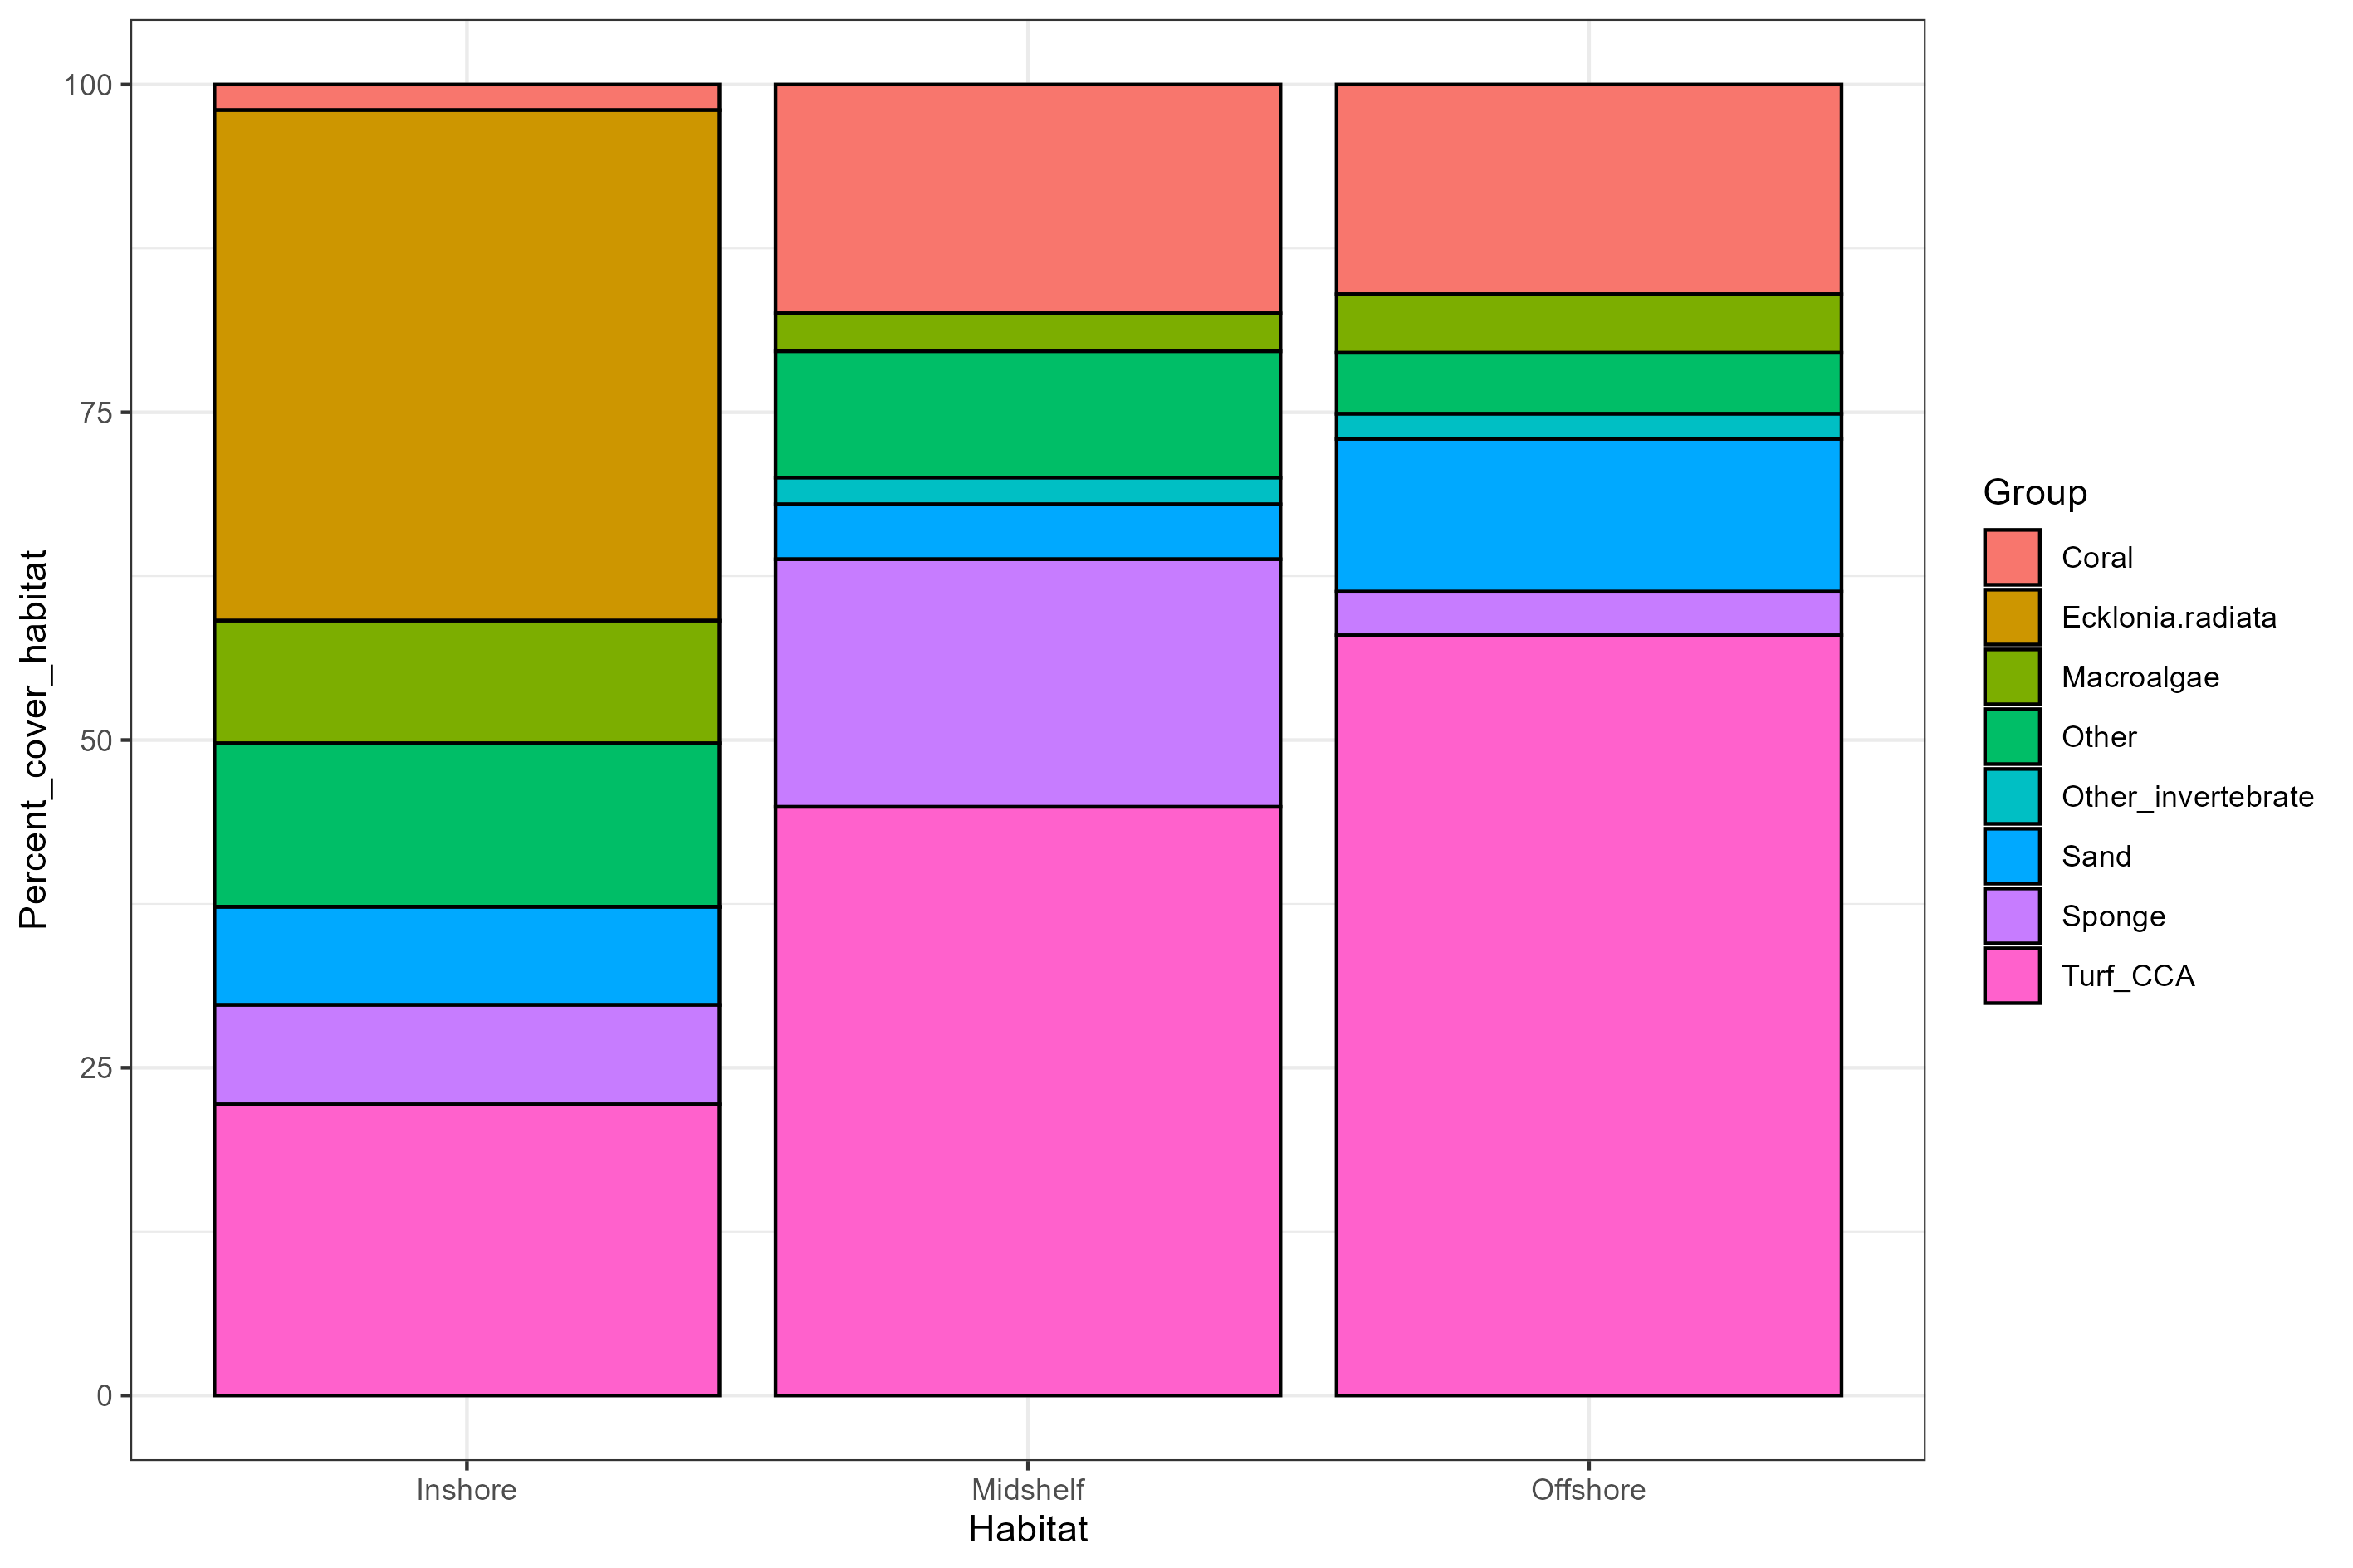 Percent_cover_habitat
100
75
50
25
0
Inshore
Midshelf
Offshore
Habitat
Group
Coral
Ecklonia.radiata
Macroalgae
Other
Other_invertebrate
Sand
Sponge
Turf_CCA